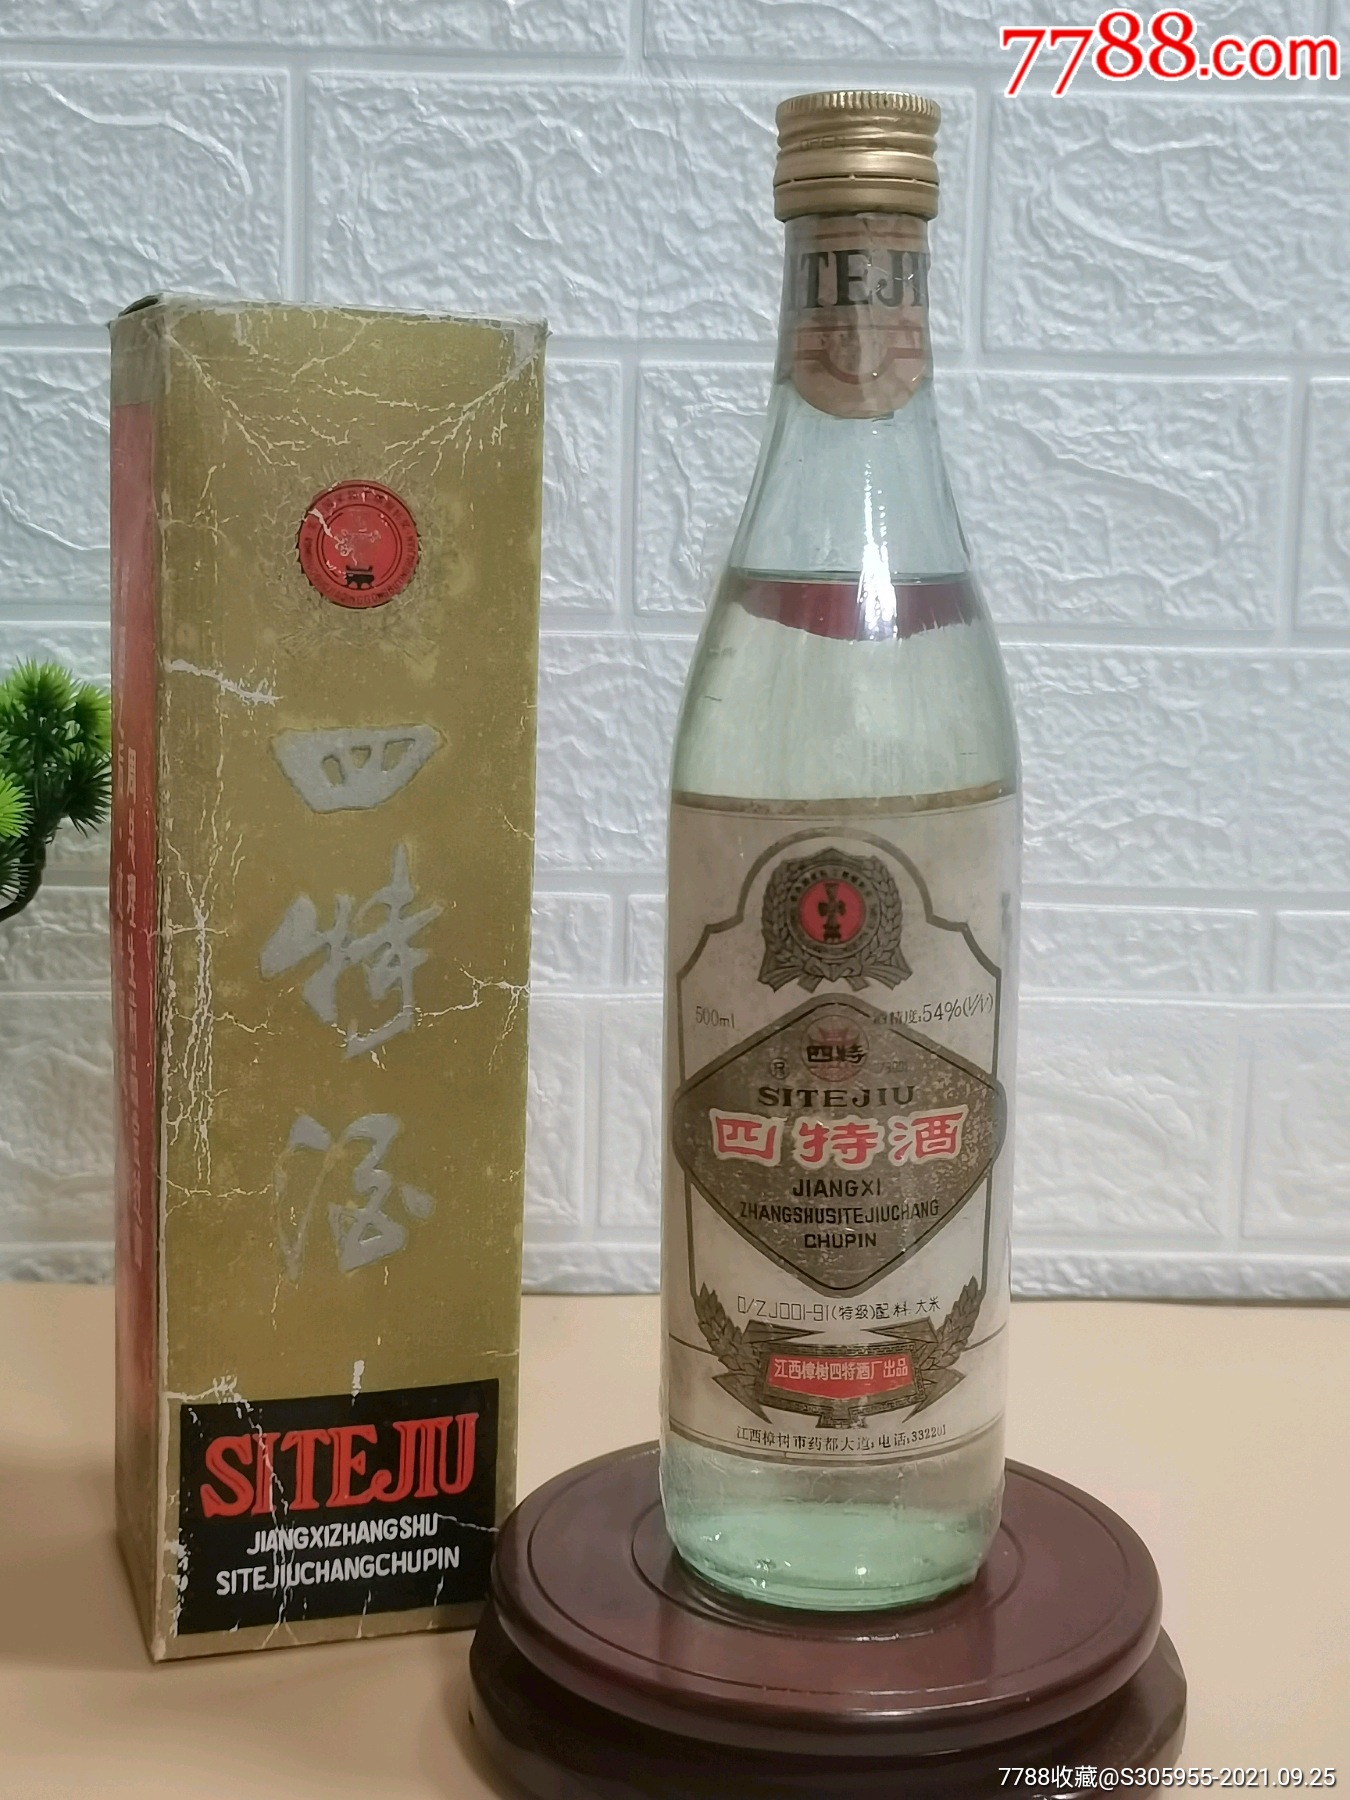 7788.com
SITEJIU
四
特
酒
SITEJIU
JIANGXIZHANGSHU
SITEJIUCHANGCHUPIN
500ml
酒精度:54%(V/V)
四特
R
SITEJIU
四特酒
JIANGXI
ZHANGSHUSITEJIUCHANG
CHUPIN
Q/ZJ001-91(特级)配料:大米
江西樟树四特酒厂出品
江西樟树市药都大道:电话:332201
7788收藏@S305955-2021.09.25